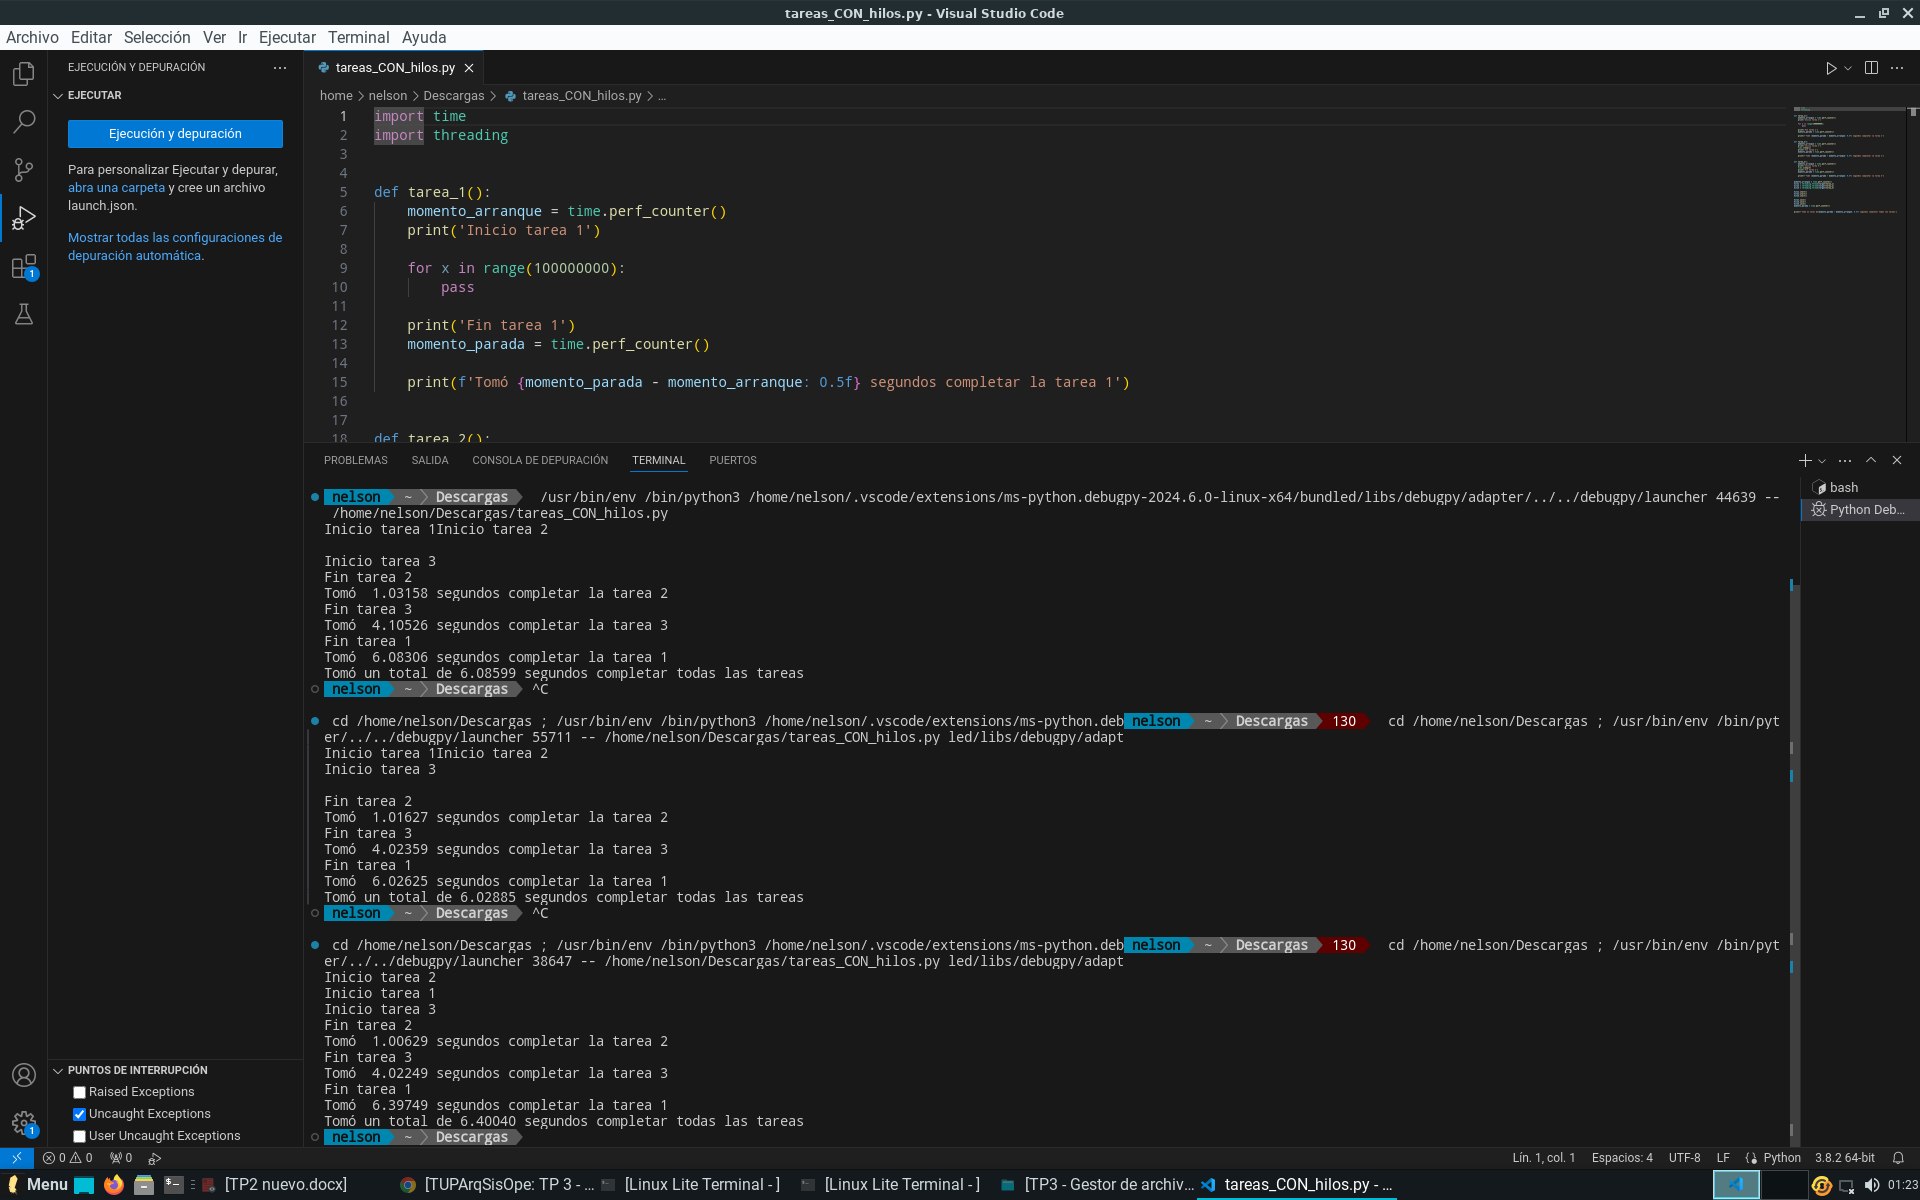 tareas_CON_hilos.py - Visual Studio Code
Archivo Editar Selección Ver Ir Ejecutar Terminal Ayuda
EJECUCIÓN Y DEPURACIÓN
EJECUTAR
Ejecución y depuración
Para personalizar Ejecutar y depurar,
abra una carpeta y cree un archivo
launch.json.
Mostrar todas las configuraciones de
depuración automática.
1
PUNTOS DE INTERRUPCIÓN
Raised Exceptions
Uncaught Exceptions
User Uncaught Exceptions
1
tareas_CON_hilos.py
home > nelson > Descargas > tareas_CON_hilos.py > ...
1 import time
2 import threading
3
4
5 def tarea_1():
6 momento_arranque = time.perf_counter()
7 print('Inicio tarea 1')
8
9 for x in range(100000000):
10 pass
11
12 print('Fin tarea 1')
13 momento_parada = time.perf_counter()
14
15 print(f'Tomó {momento_parada - momento_arranque: 0.5f} segundos completar la tarea 1')
16
17
18 def tarea_2():
PROBLEMAS SALIDA CONSOLA DE DEPURACIÓN TERMINAL PUERTOS
bash
Python Deb...
nelson ~ Descargas /usr/bin/env /bin/python3 /home/nelson/.vscode/extensions/ms-python.debugpy-2024.6.0-linux-x64/bundled/libs/debugpy/adapter/../../debugpy/launcher 44639 --
/home/nelson/Descargas/tareas_CON_hilos.py
Inicio tarea 1Inicio tarea 2
Inicio tarea 3
Fin tarea 2
Tomó  1.03158 segundos completar la tarea 2
Fin tarea 3
Tomó  4.10526 segundos completar la tarea 3
Fin tarea 1
Tomó  6.08306 segundos completar la tarea 1
Tomó un total de 6.08599 segundos completar todas las tareas
nelson ~ Descargas ^C
cd /home/nelson/Descargas ; /usr/bin/env /bin/python3 /home/nelson/.vscode/extensions/ms-python.deb nelson ~ Descargas 130 cd /home/nelson/Descargas ; /usr/bin/env /bin/pyt
er/../../debugpy/launcher 55711 -- /home/nelson/Descargas/tareas_CON_hilos.py led/libs/debugpy/adapt
Inicio tarea 1Inicio tarea 2
Inicio tarea 3
Fin tarea 2
Tomó  1.01627 segundos completar la tarea 2
Fin tarea 3
Tomó  4.02359 segundos completar la tarea 3
Fin tarea 1
Tomó  6.02625 segundos completar la tarea 1
Tomó un total de 6.02885 segundos completar todas las tareas
nelson ~ Descargas ^C
cd /home/nelson/Descargas ; /usr/bin/env /bin/python3 /home/nelson/.vscode/extensions/ms-python.deb nelson ~ Descargas 130 cd /home/nelson/Descargas ; /usr/bin/env /bin/pyt
er/../../debugpy/launcher 38647 -- /home/nelson/Descargas/tareas_CON_hilos.py led/libs/debugpy/adapt
Inicio tarea 2
Inicio tarea 1
Inicio tarea 3
Fin tarea 2
Tomó  1.00629 segundos completar la tarea 2
Fin tarea 3
Tomó  4.02249 segundos completar la tarea 3
Fin tarea 1
Tomó  6.39749 segundos completar la tarea 1
Tomó un total de 6.40040 segundos completar todas las tareas
nelson ~ Descargas
0 0 0 Lín. 1, col. 1 Espacios: 4 UTF-8 LF Python 3.8.2 64-bit
Menu [TP2 nuevo.docx] [TUPArqSisOpe: TP 3 - ... [Linux Lite Terminal - ] [Linux Lite Terminal - ] [TP3 - Gestor de archiv... tareas_CON_hilos.py - ... 01:23